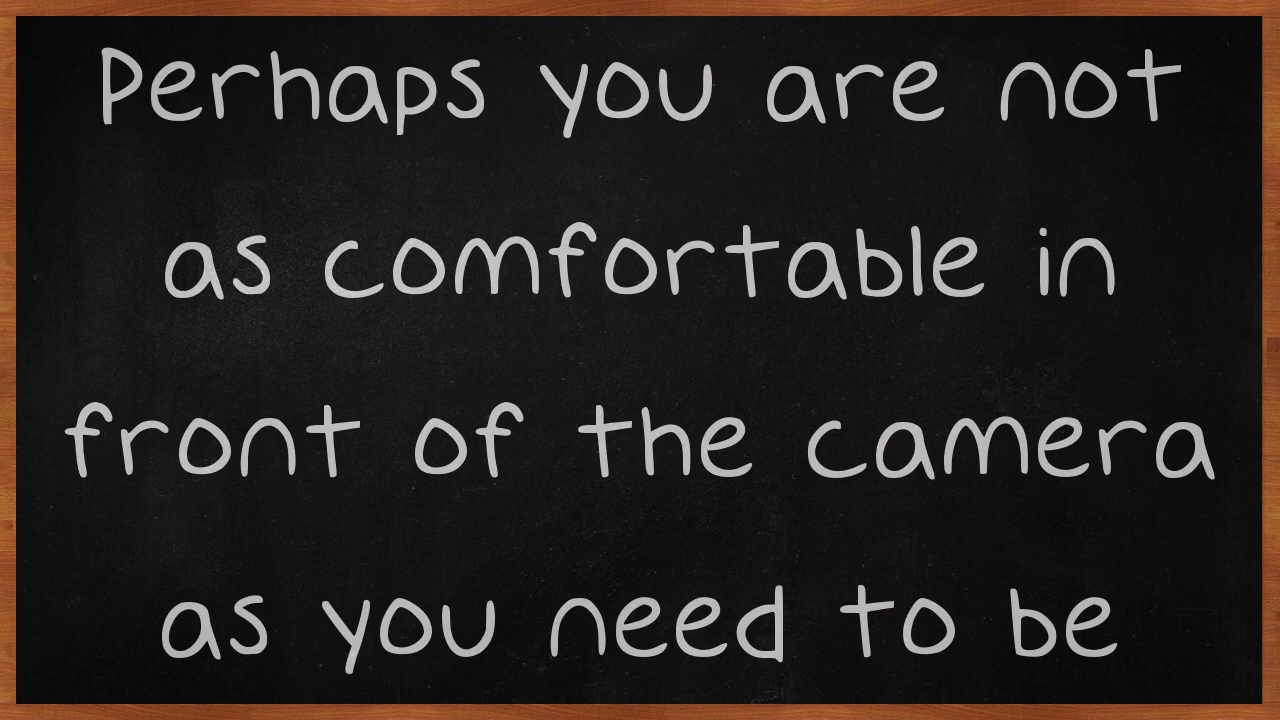 Perhaps you are not
as comfortable in
front of the camera
as you need to be